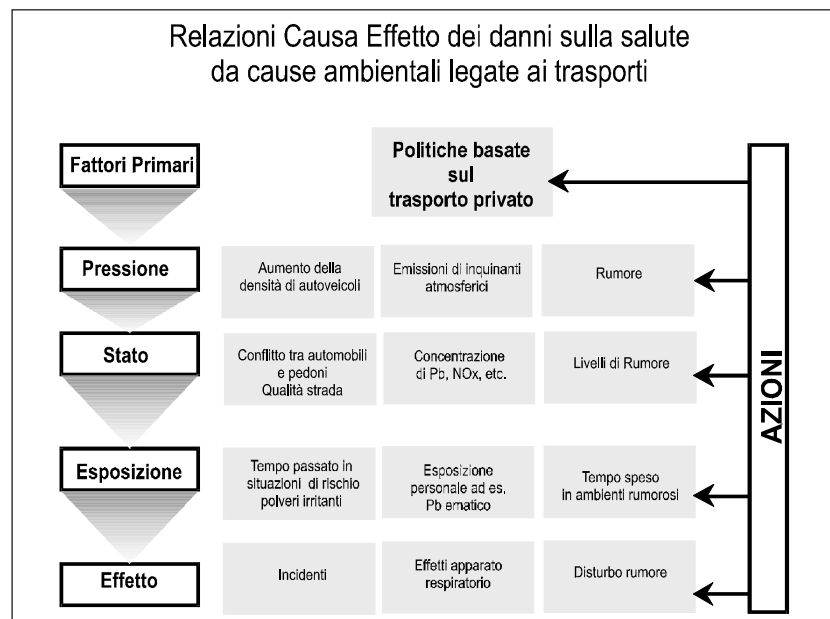 Relazioni Causa Effetto dei danni sulla salute
da cause ambientali legate ai trasporti
Fattori Primari
Politiche basate
sul
trasporto privato
Pressione
Aumento della
densità di autoveicoli
Emissioni di inquinanti
atmosferici
Rumore
Stato
Conflitto tra automobili
e pedoni
Qualità strada
Concentrazione
di Pb, NOx, etc.
Livelli di Rumore
Esposizione
Tempo passato in
situazioni di rischio
polveri irritanti
Esposizione
personale ad es.
Pb ematico
Tempo speso
in ambienti rumorosi
Effetto
Incidenti
Effetti apparato
respiratorio
Disturbo rumore
AZIONI